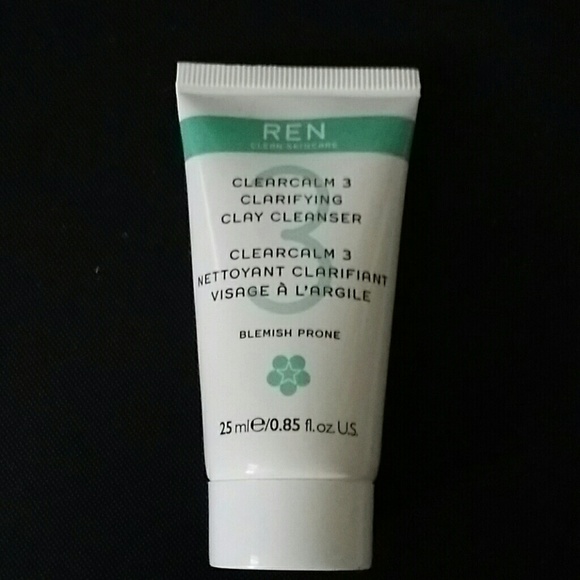 REN
CLEAN SKINCARE
3
CLEARCALM 3
CLARIFYING
CLAY CLEANSER
CLEARCALM 3
NETTOYANT CLARIFIANT
VISAGE À L'ARGILE
BLEMISH PRONE
25 ml℮/0.85 fl.oz.U.S.